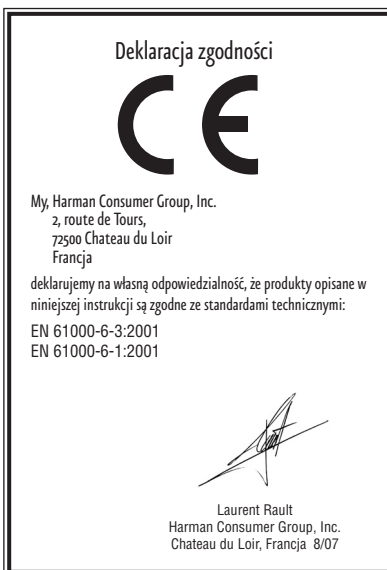 Deklaracja zgodności
CE
My, Harman Consumer Group, Inc.
2, route de Tours,
72500 Chateau du Loir
Francja
deklarujemy na własną odpowiedzialność, że produkty opisane w
niniejszej instrukcji są zgodne ze standardami technicznymi:
EN 61000-6-3:2001
EN 61000-6-1:2001
Laurent Rault
Harman Consumer Group, Inc.
Chateau du Loir, Francja 8/07